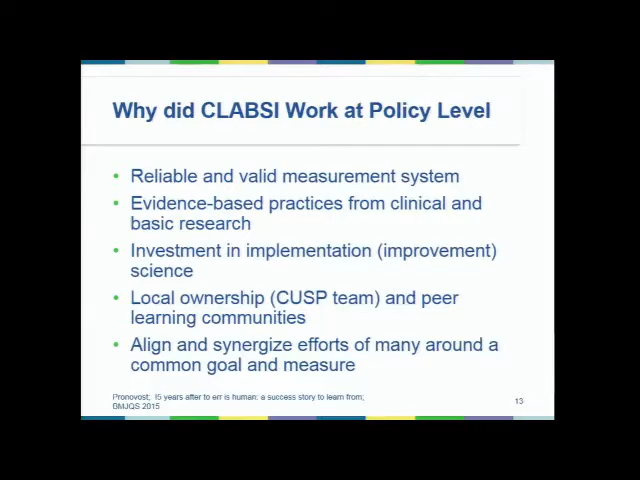 Why did CLABSI Work at Policy Level
• Reliable and valid measurement system
• Evidence-based practices from clinical and
basic research
• Investment in implementation (improvement)
science
• Local ownership (CUSP team) and peer
learning communities
• Align and synergize efforts of many around a
common goal and measure
Pronovost; I5 years after to err is human: a success story to learn from;
BMJQS 2015
13